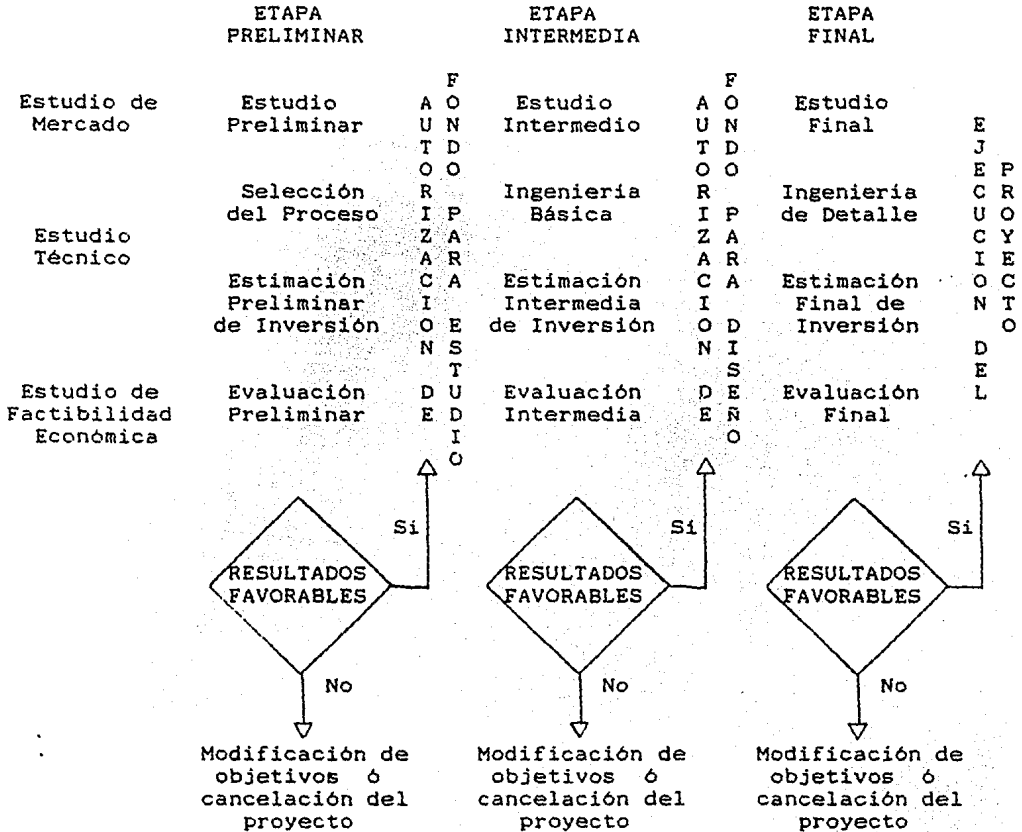 ETAPA PRELIMINAR
ETAPA INTERMEDIA
ETAPA FINAL
Estudio de
Mercado
Estudio
Preliminar
Estudio
Intermedio
Estudio
Final
Estudio
Técnico
Selección
del Proceso
Ingenieria
Básica
Ingenieria
de Detalle
Estimación
Preliminar
de Inversión
Estimación
Intermedia
de Inversión
Estimación
Final de
Inversión
Estudio de
Factibilidad
Económica
Evaluación
Preliminar
Evaluación
Intermedia
Evaluación
Final
AUTORIZACION DE
FONDO PARA ESTUDIO
AUTORIZACION DE
FONDO PARA DISEÑO
EJECUCION DEL
PROYECTO
Si
Si
RESULTADOS
FAVORABLES
RESULTADOS
FAVORABLES
RESULTADOS
FAVORABLES
No
No
No
Modificación de
objetivos ó
cancelación del
proyecto
Modificación de
objetivos ó
cancelación del
proyecto
Modificación de
objetivos ó
cancelación del
proyecto